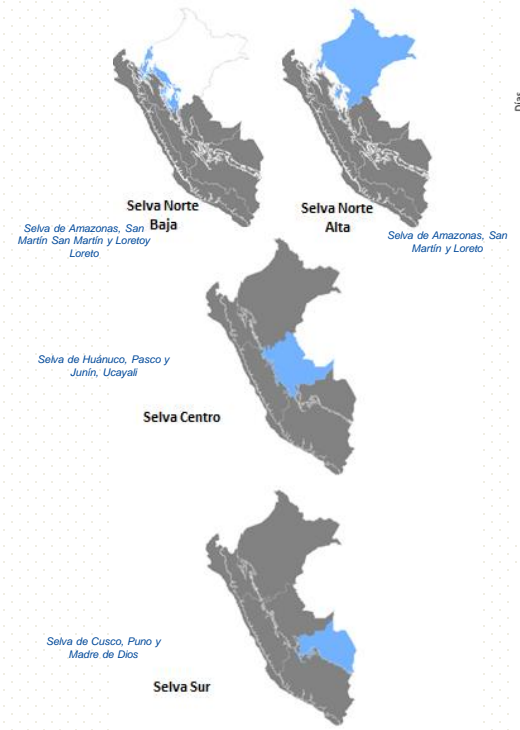 Días
Selva Norte
Baja
Selva Norte
Alta
Selva de Amazonas, San
Martín San Martín y Loretoy
Loreto
Selva de Amazonas, San
Martín y Loreto
Selva de Huánuco, Pasco y
Junín, Ucayali
Selva Centro
Selva de Cusco, Puno y
Madre de Dios
Selva Sur